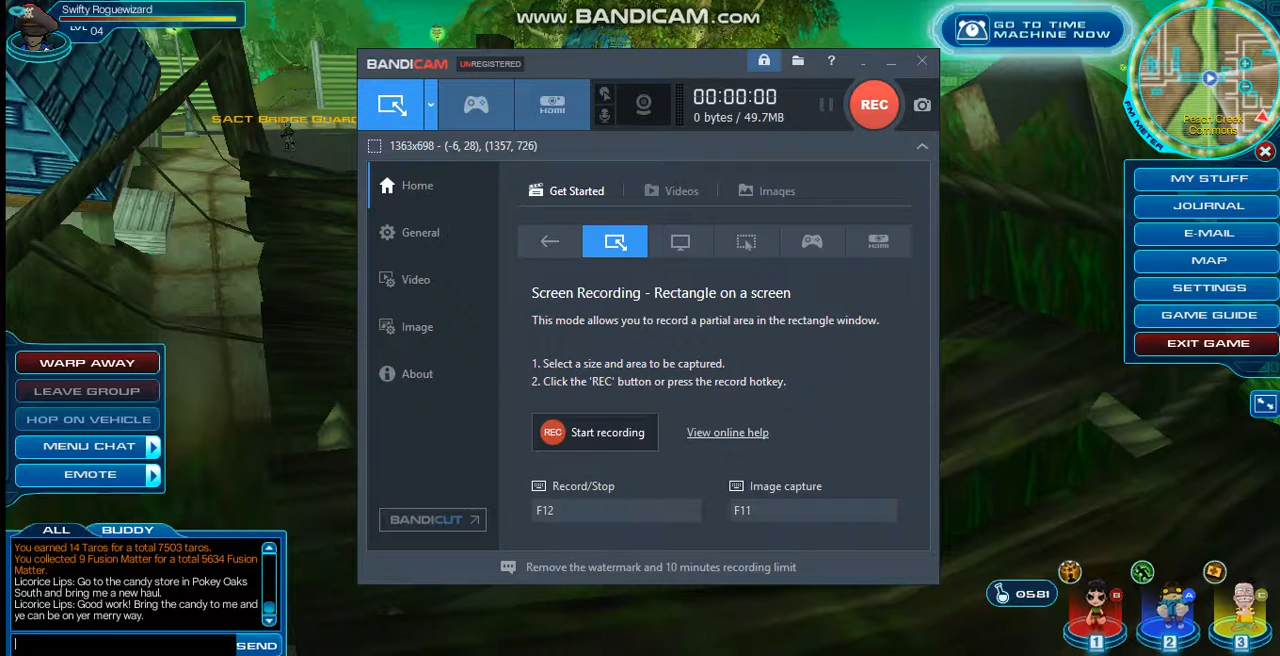 Swifty Roguewizard
LVL 04
www.BANDICAM.com
GO TO TIME
MACHINE NOW
SACT BRIDGE GUARD
FM METER
Peach Creek
Commons
BANDICAM UNREGISTERED
?
HDMI
00:00:00
0 bytes / 49.7MB
REC
1363x698 - (-6, 28), (1357, 726)
Home
General
Video
Image
About
BANDICUT
Get Started
Videos
Images
HDMI
Screen Recording - Rectangle on a screen
This mode allows you to record a partial area in the rectangle window.
1. Select a size and area to be captured.
2. Click the 'REC' button or press the record hotkey.
REC Start recording
View online help
Record/Stop
Image capture
F12
F11
Remove the watermark and 10 minutes recording limit
MY STUFF
JOURNAL
E-MAIL
MAP
SETTINGS
GAME GUIDE
EXIT GAME
WARP AWAY
LEAVE GROUP
HOP ON VEHICLE
MENU CHAT
EMOTE
ALL BUDDY
You earned 14 Taros for a total 7503 taros.
You collected 9 Fusion Matter for a total 5634 Fusion
Matter.
Licorice Lips: Go to the candy store in Pokey Oaks
South and bring me a new haul.
Licorice Lips: Good work! Bring the candy to me and
ye can be on yer merry way.
SEND
0581
B A C
1 2 3